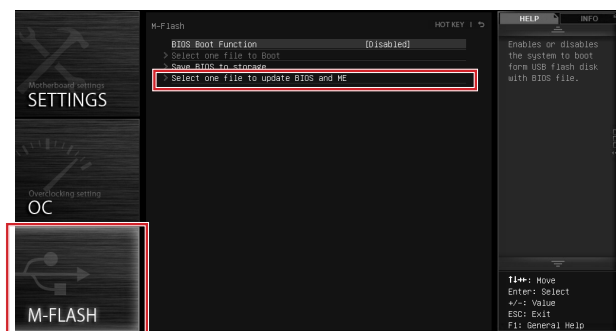 M-Flash
HOT KEY | ⮌
HELP
INFO
BIOS Boot Function [Disabled]
> Select one file to Boot
> Save BIOS to storage
> Select one file to update BIOS and ME
Motherboard settings
SETTINGS
Overclocking setting
OC
M-FLASH
Enables or disables
the system to boot
form USB flash disk
with BIOS file.
↑↓→←: Move
Enter: Select
+/-: Value
ESC: Exit
F1: General Help